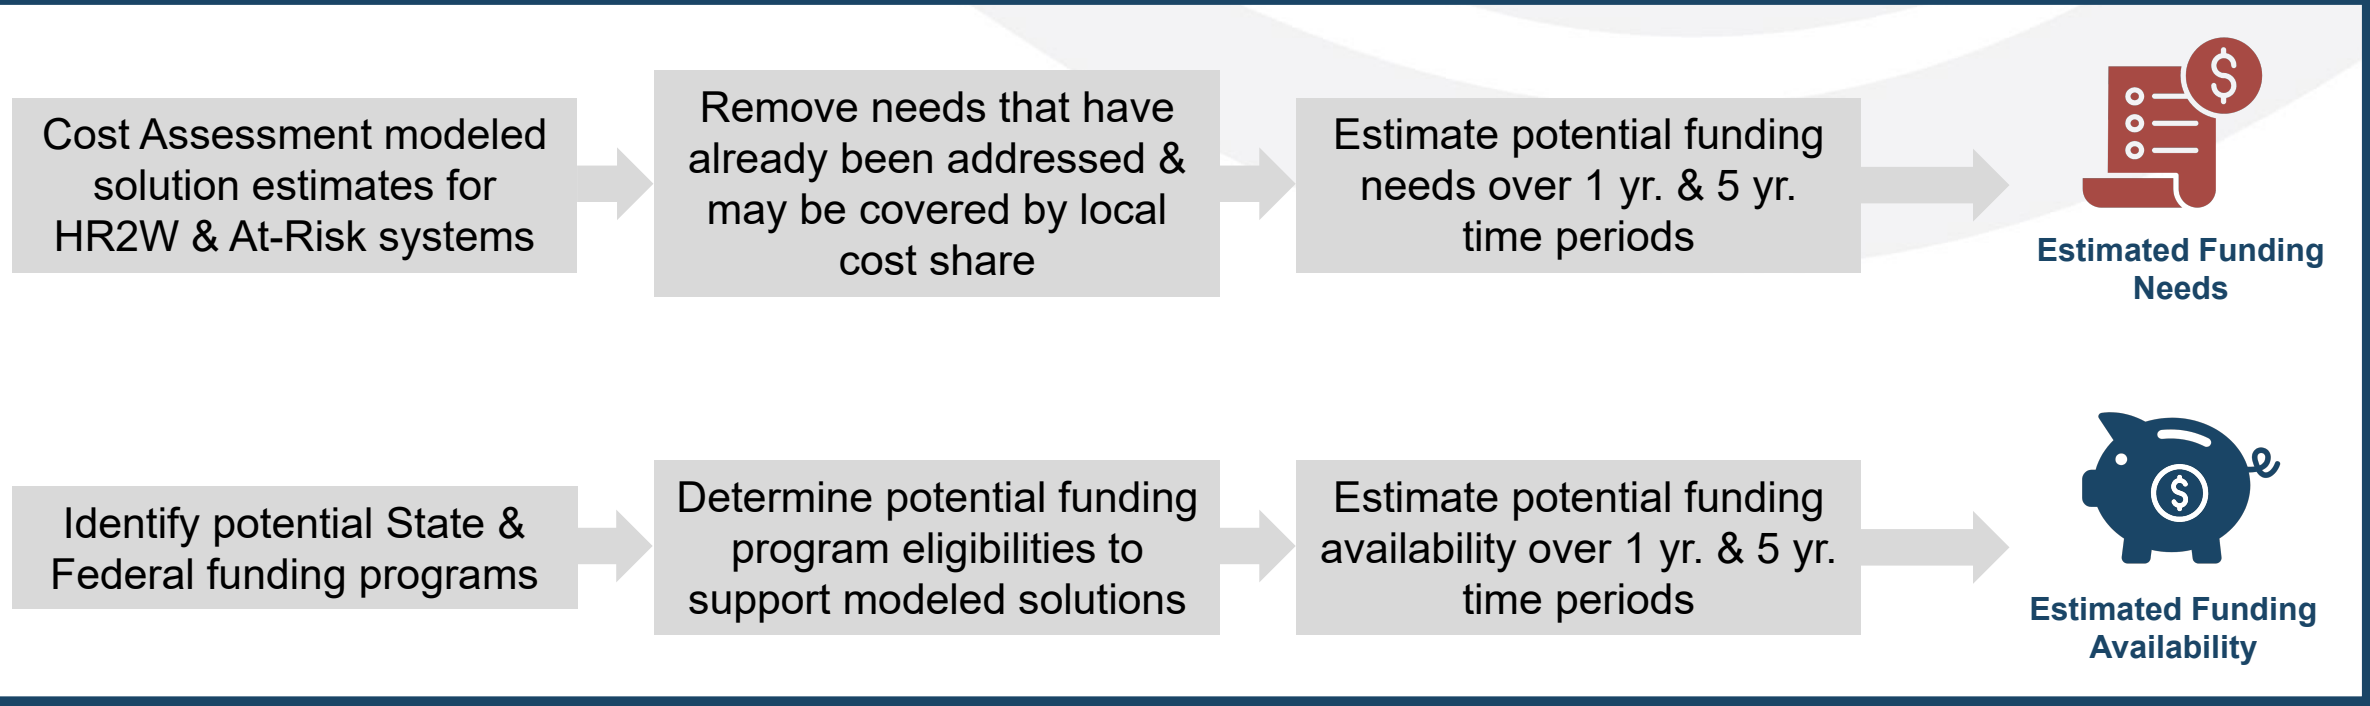 Cost Assessment modeled
solution estimates for
HR2W & At-Risk systems
Remove needs that have
already been addressed &
may be covered by local
cost share
Estimate potential funding
needs over 1 yr. & 5 yr.
time periods
$
Estimated Funding
Needs
Identify potential State &
Federal funding programs
Determine potential funding
program eligibilities to
support modeled solutions
Estimate potential funding
availability over 1 yr. & 5 yr.
time periods
$
Estimated Funding
Availability